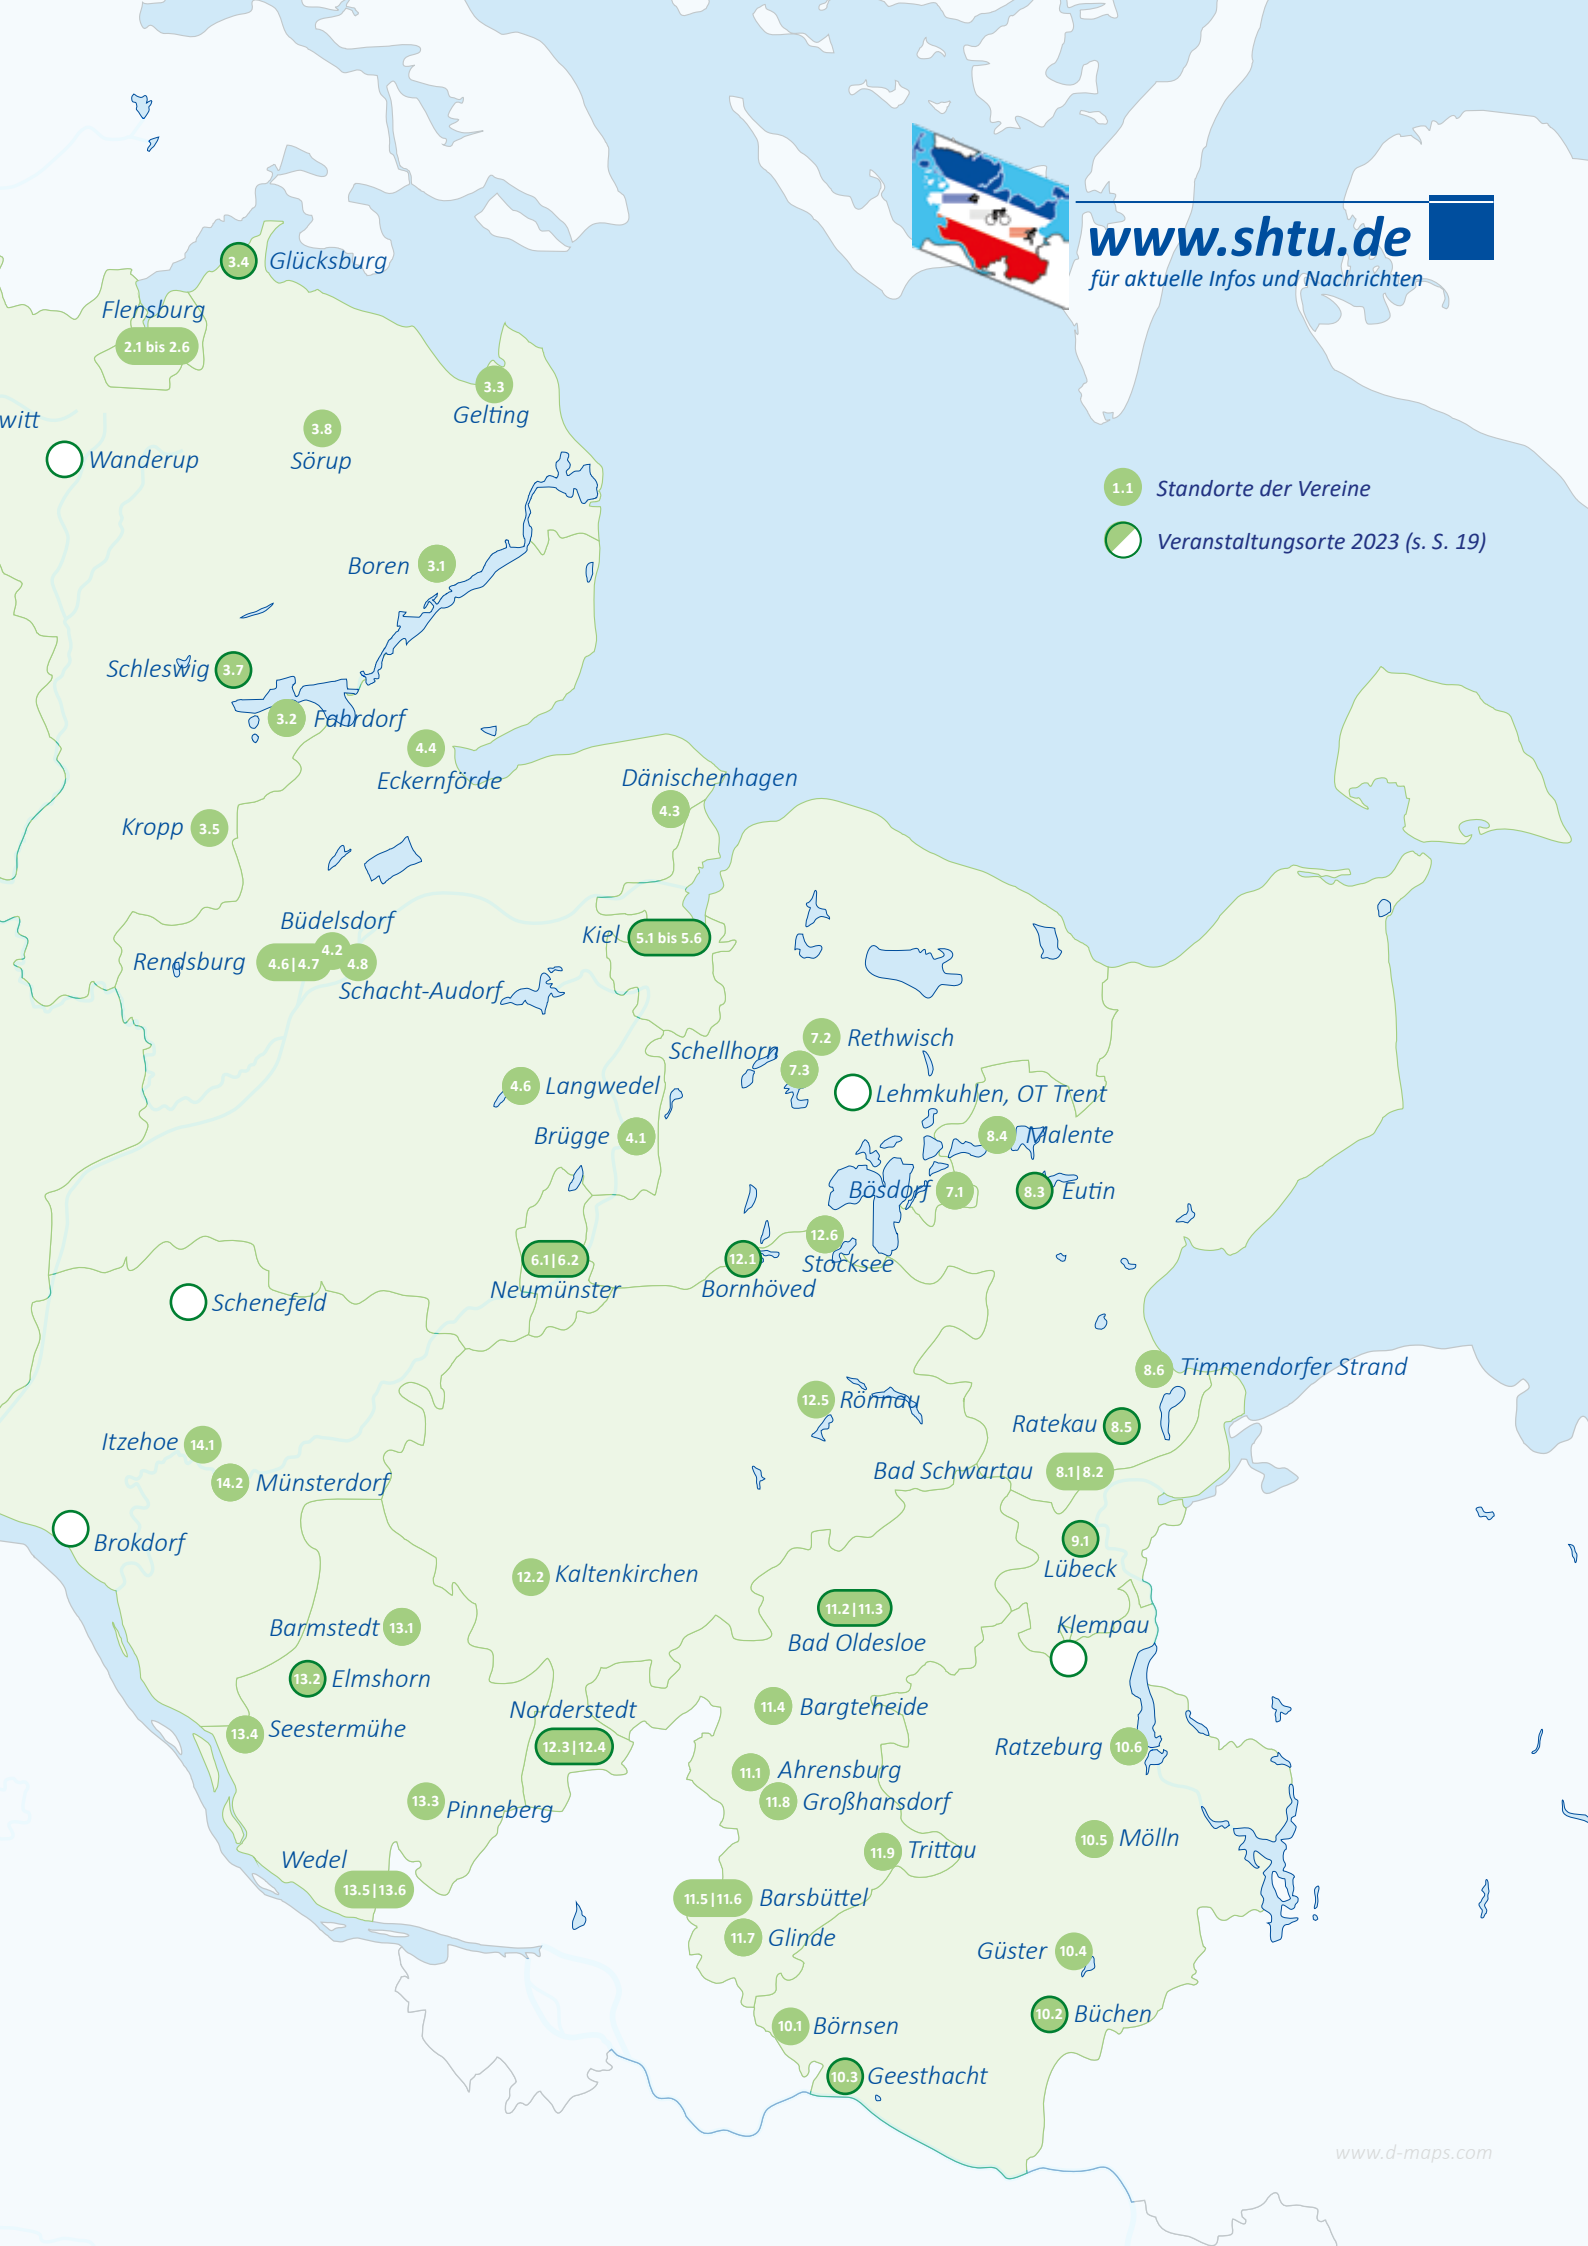 www.shtu.de
für aktuelle Infos und Nachrichten
3.4 Glücksburg
Flensburg
2.1 bis 2.6
3.3
Gelting
witt
3.8
Sörup
Wanderup
1.1 Standorte der Vereine
Veranstaltungsorte 2023 (s. S. 19)
Boren 3.1
Schleswig 3.7
3.2 Fahrdorf
4.4
Eckernförde
Dänischenhagen
4.3
Kropp 3.5
Büdelsdorf
4.2
Rendsburg 4.6|4.7
4.8
Schacht-Audorf
Kiel 5.1 bis 5.6
7.2 Rethwisch
Schellhorn
7.3
Lehmkuhlen, OT Trent
4.6 Langwedel
Brügge 4.1
8.4 Malente
Bösdorf 7.1
8.3 Eutin
12.6
Stocksee
6.1|6.2
Neumünster
12.1
Bornhöved
Schenefeld
8.6 Timmendorfer Strand
12.5 Rönnau
Ratekau 8.5
Itzehoe 14.1
14.2 Münsterdorf
Bad Schwartau 8.1|8.2
Brokdorf
9.1
Lübeck
12.2 Kaltenkirchen
11.2|11.3
Bad Oldesloe
Klempau
Barmstedt 13.1
13.2 Elmshorn
Norderstedt
12.3|12.4
11.4 Bargteheide
13.4 Seestermühe
Ratzeburg 10.6
11.1 Ahrensburg
11.8 Großhansdorf
13.3 Pinneberg
10.5 Mölln
11.9 Trittau
Wedel
13.5|13.6
11.5|11.6 Barsbüttel
11.7 Glinde
Güster 10.4
10.2 Büchen
10.1 Börnsen
10.3 Geesthacht
www.d-maps.com